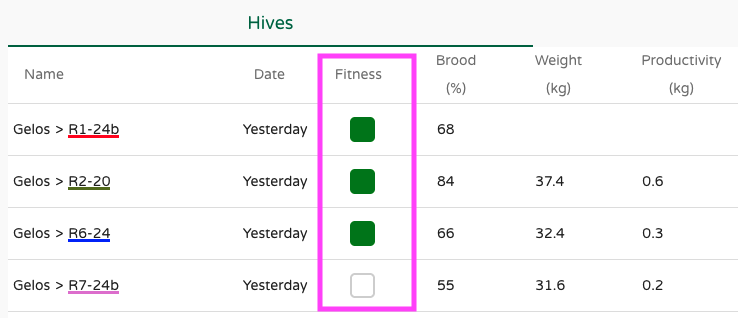 Hives
Name Date Fitness Brood (%) Weight (kg) Productivity (kg)
Gelos > R1-24b Yesterday 68
Gelos > R2-20 Yesterday 84 37.4 0.6
Gelos > R6-24 Yesterday 66 32.4 0.3
Gelos > R7-24b Yesterday 55 31.6 0.2